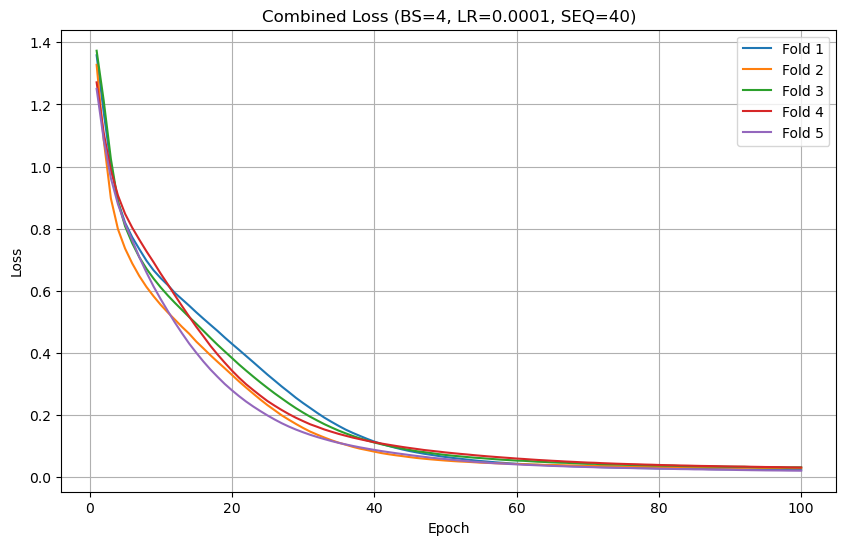 Combined Loss (BS=4, LR=0.0001, SEQ=40)
Fold 1
Fold 2
Fold 3
Fold 4
Fold 5
Loss
1.4
1.2
1.0
0.8
0.6
0.4
0.2
0.0
0
20
40
60
80
100
Epoch